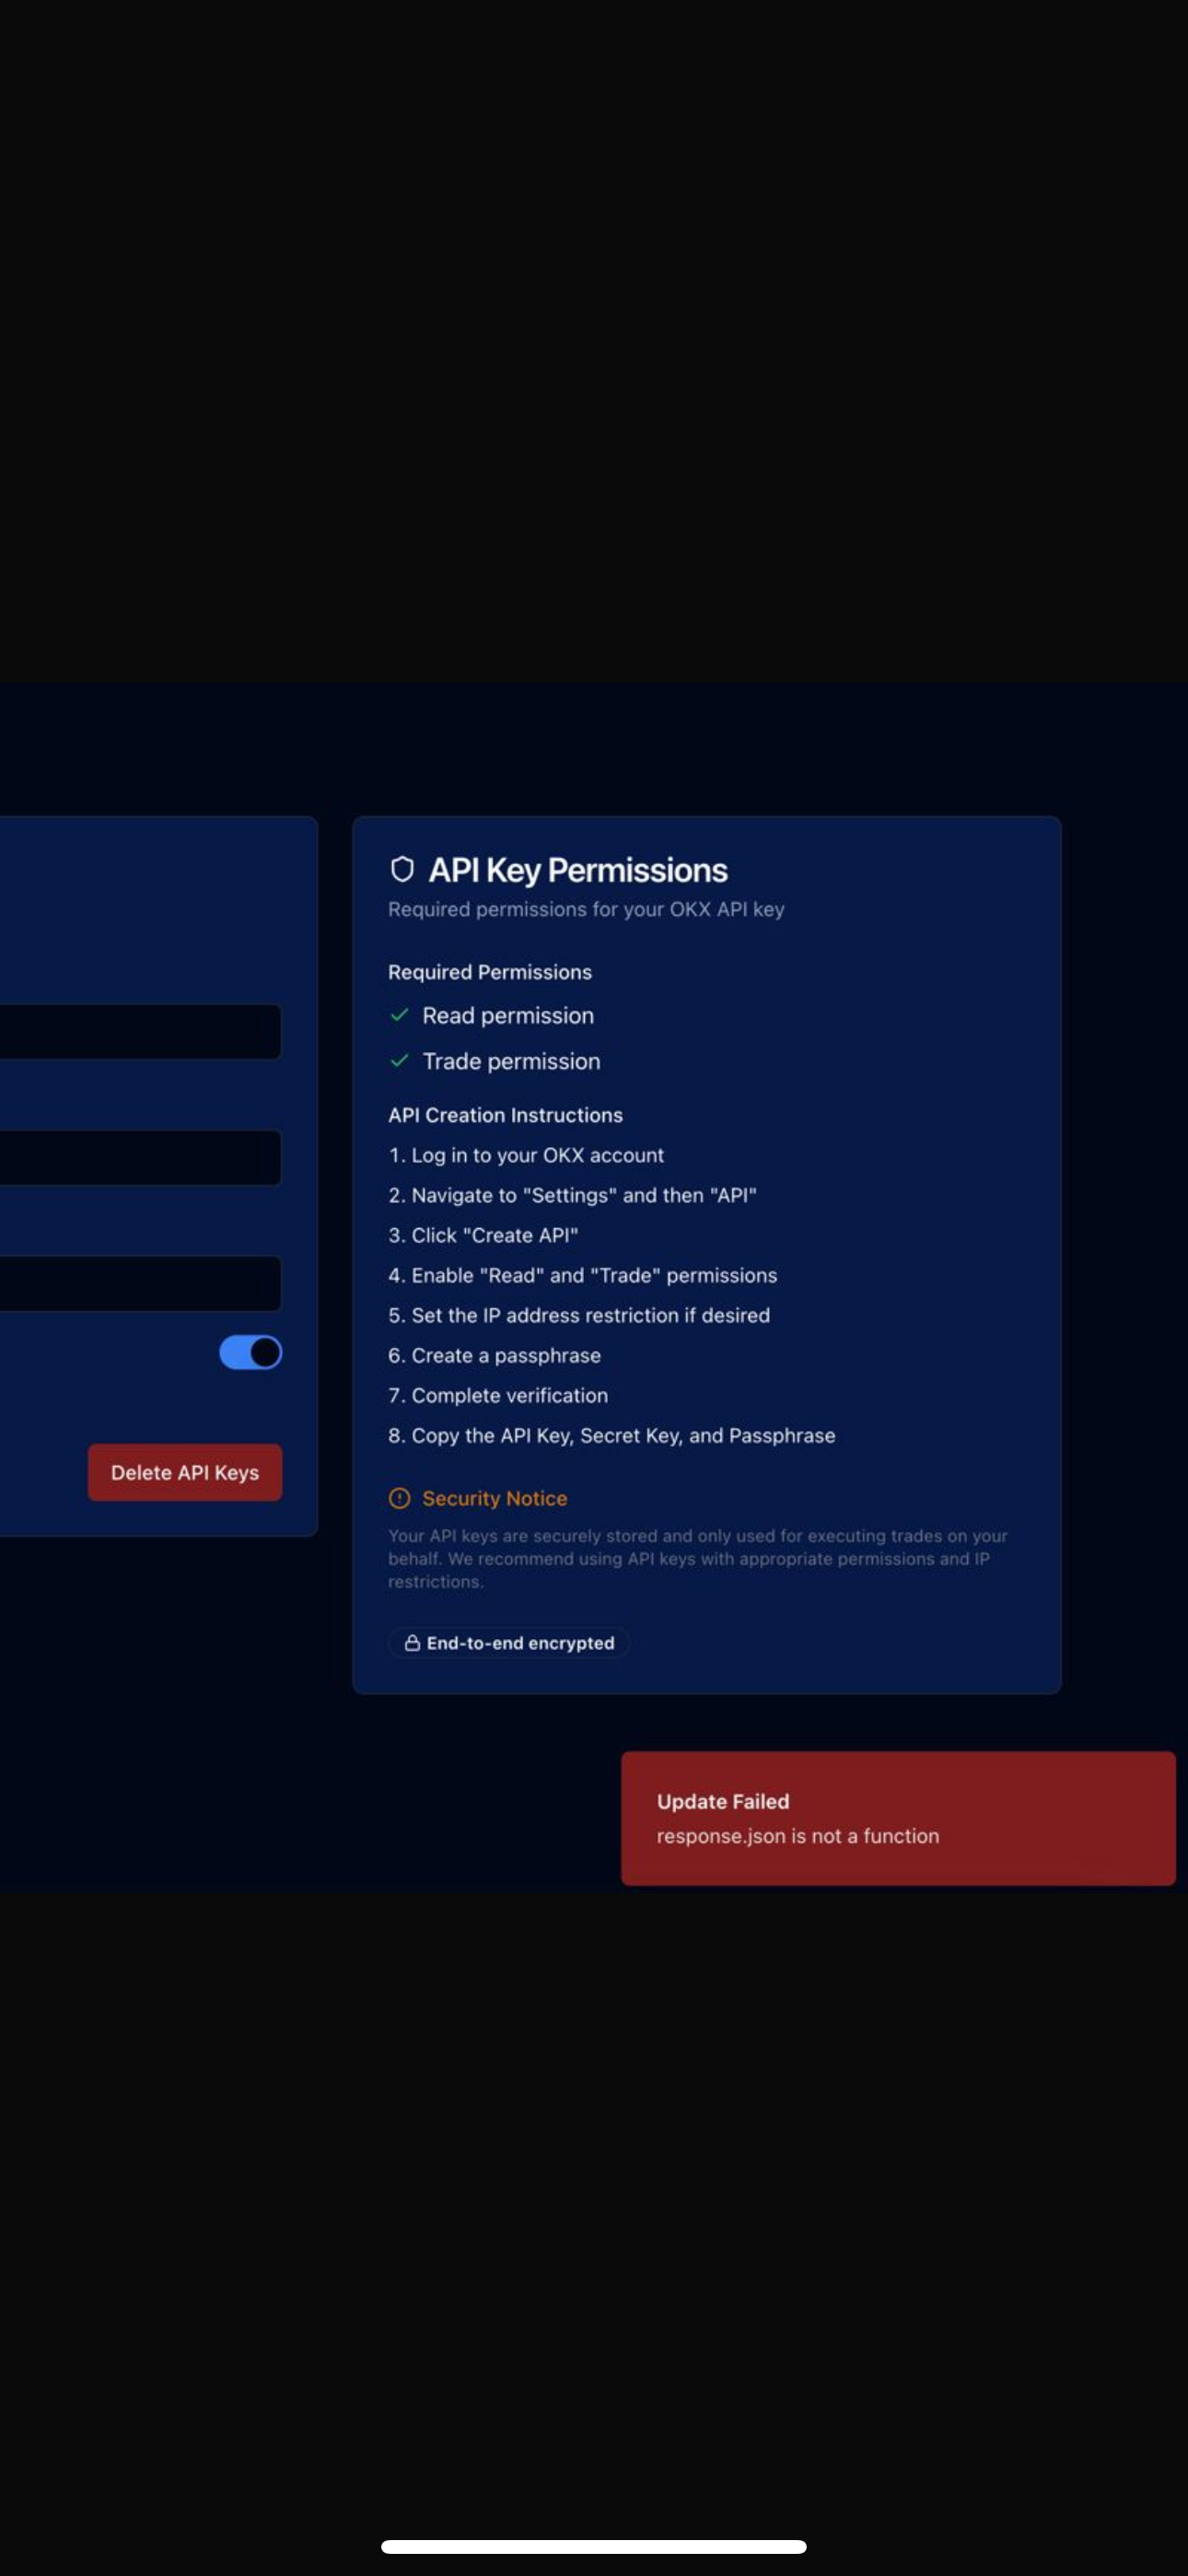 API Key Permissions
Required permissions for your OKX API key
Required Permissions
Read permission
Trade permission
API Creation Instructions
1. Log in to your OKX account
2. Navigate to "Settings" and then "API"
3. Click "Create API"
4. Enable "Read" and "Trade" permissions
5. Set the IP address restriction if desired
6. Create a passphrase
7. Complete verification
8. Copy the API Key, Secret Key, and Passphrase
Delete API Keys
Security Notice
Your API keys are securely stored and only used for executing trades on your
behalf. We recommend using API keys with appropriate permissions and IP
restrictions.
End-to-end encrypted
Update Failed
response.json is not a function